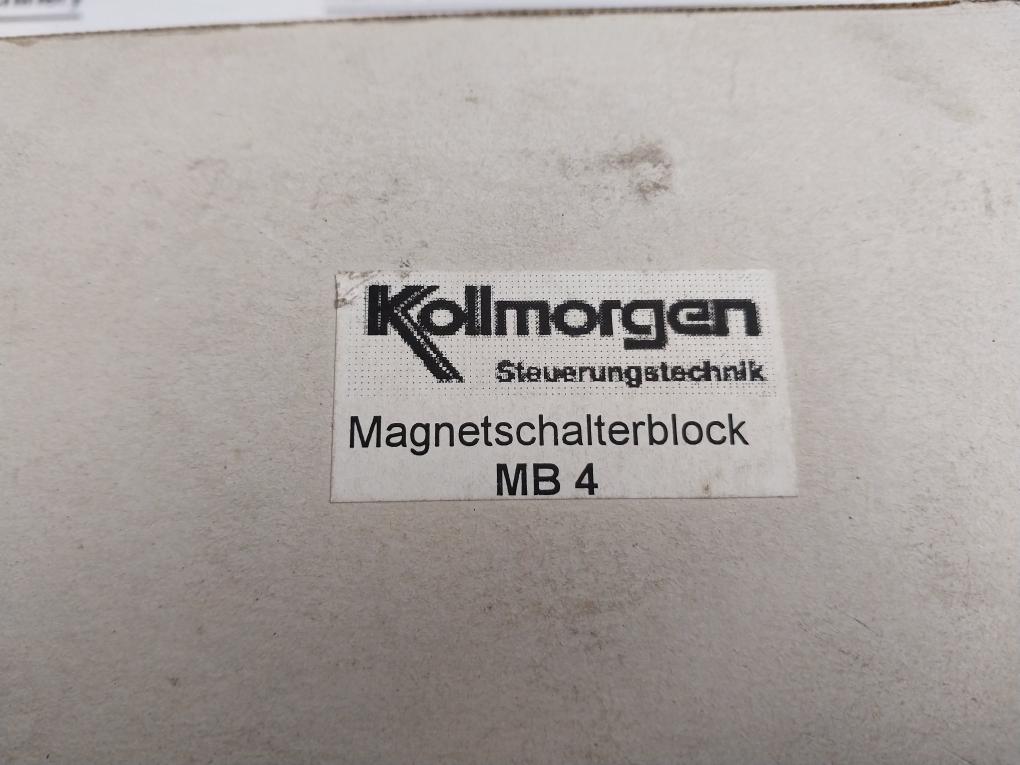 Kollmorgen
Steuerungstechnik
Magnetschalterblock
MB 4